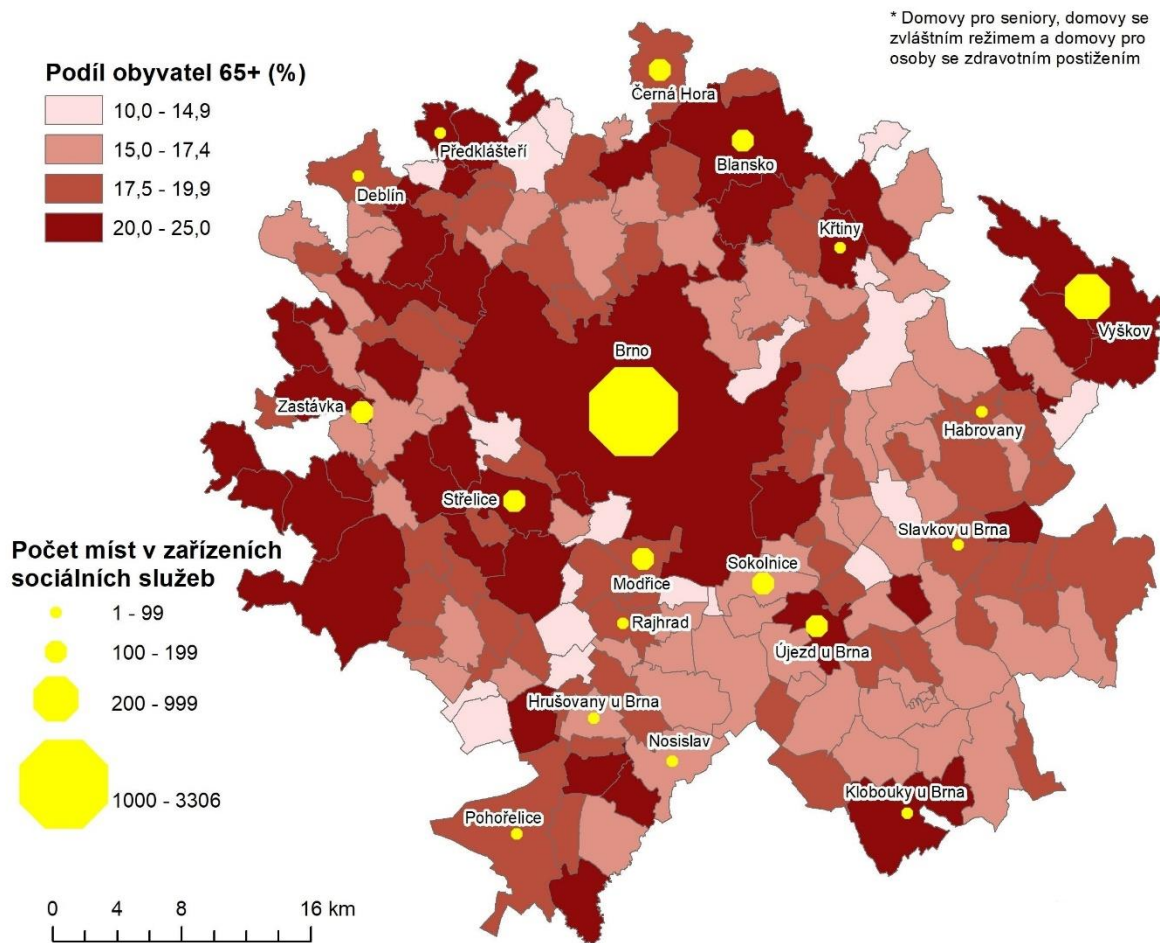 * Domovy pro seniory, domovy se
zvláštním režimem a domovy pro
osoby se zdravotním postižením
Podíl obyvatel 65+ (%)
10,0 - 14,9
15,0 - 17,4
17,5 - 19,9
20,0 - 25,0
Černá Hora
Předklášteří
Blansko
Deblín
Křtiny
Vyškov
Brno
Zastávka
Habrovany
Střelice
Slavkov u Brna
Modřice
Sokolnice
Rajhrad
Újezd u Brna
Hrušovany u Brna
Nosislav
Klobouky u Brna
Pohořelice
Počet míst v zařízeních
sociálních služeb
1 - 99
100 - 199
200 - 999
1000 - 3306
0 4 8 16 km